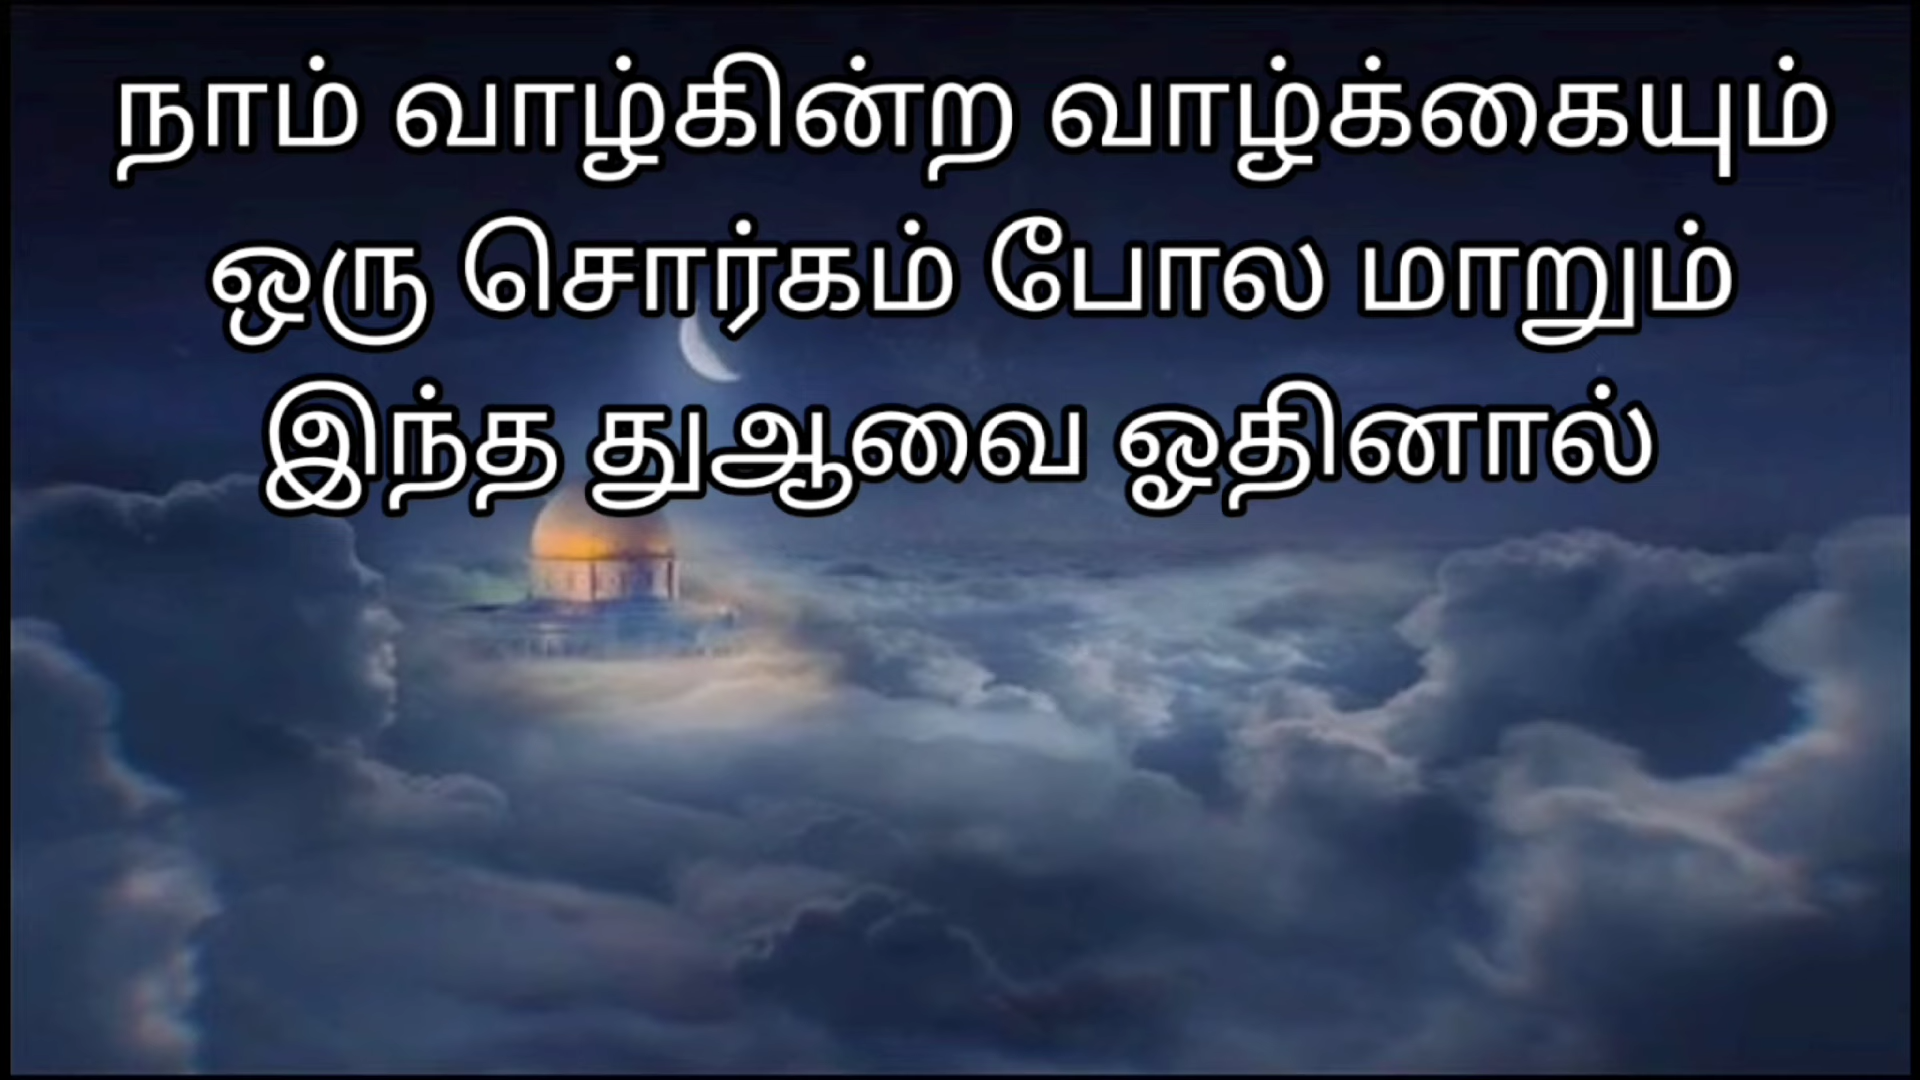 நாம் வாழ்கின்ற வாழ்க்கையும்
ஒரு சொர்கம் போல மாறும்
இந்த துஆவை ஓதினால்